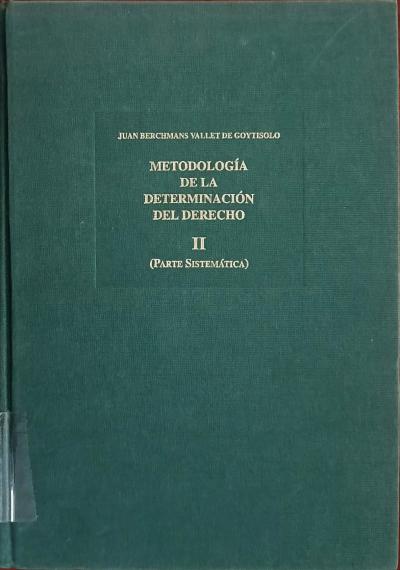 JUAN BERCHMANS VALLET DE GOYTISOLO
METODOLOGÍA
DE LA
DETERMINACIÓN
DEL DERECHO
II
(PARTE SISTEMÁTICA)